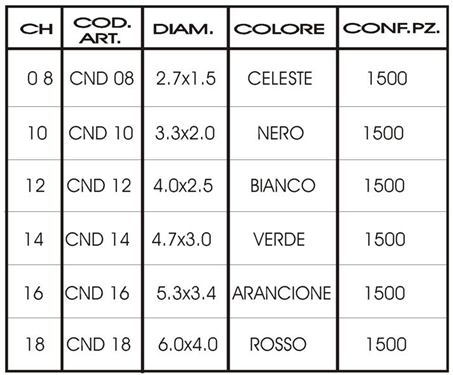 CH COD. ART. DIAM. COLORE CONF.PZ.
0 8 CND 08 2.7x1.5 CELESTE 1500
10 CND 10 3.3x2.0 NERO 1500
12 CND 12 4.0x2.5 BIANCO 1500
14 CND 14 4.7x3.0 VERDE 1500
16 CND 16 5.3x3.4 ARANCIONE 1500
18 CND 18 6.0x4.0 ROSSO 1500